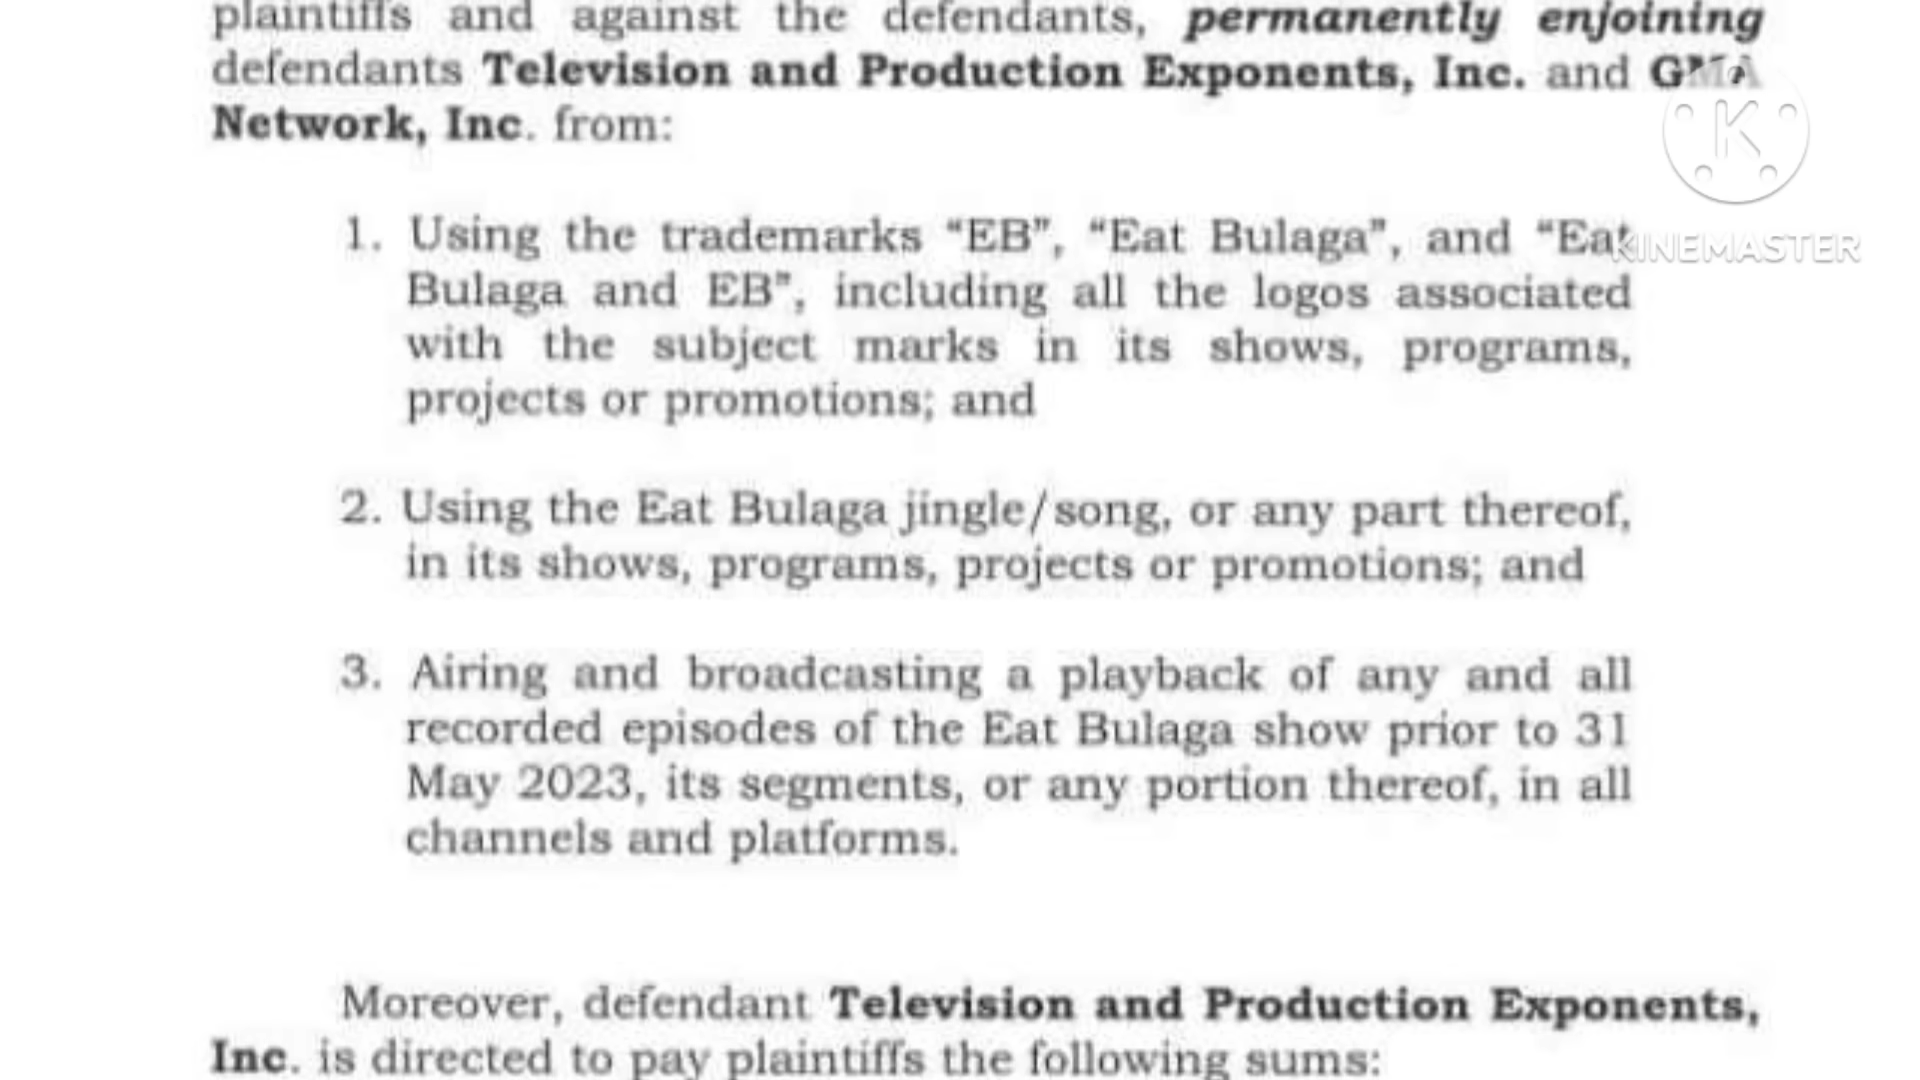 plaintiffs and against the defendants, permanently enjoining
defendants Television and Production Exponents, Inc. and GMA
Network, Inc. from:
1. Using the trademarks “EB”, “Eat Bulaga”, and “Eat
Bulaga and EB”, including all the logos associated
with the subject marks in its shows, programs,
projects or promotions; and
2. Using the Eat Bulaga jingle/song, or any part thereof,
in its shows, programs, projects or promotions; and
3. Airing and broadcasting a playback of any and all
recorded episodes of the Eat Bulaga show prior to 31
May 2023, its segments, or any portion thereof, in all
channels and platforms.
Moreover, defendant Television and Production Exponents,
Inc. is directed to pay plaintiffs the following sums:
K
KINEMASTER